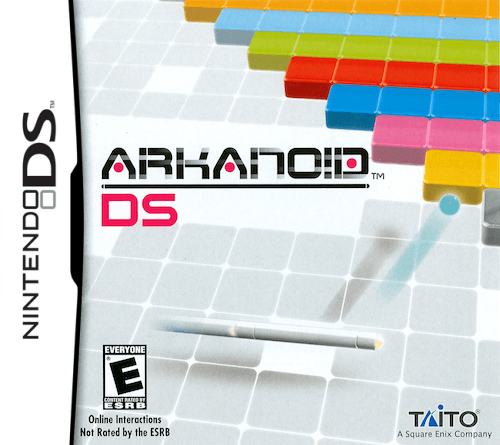 NINTENDO DS™
ARKANOID™
DS
EVERYONE
E
CONTENT RATED BY
ESRB
Online Interactions
Not Rated by the ESRB
TAITO®
A Square Enix Company